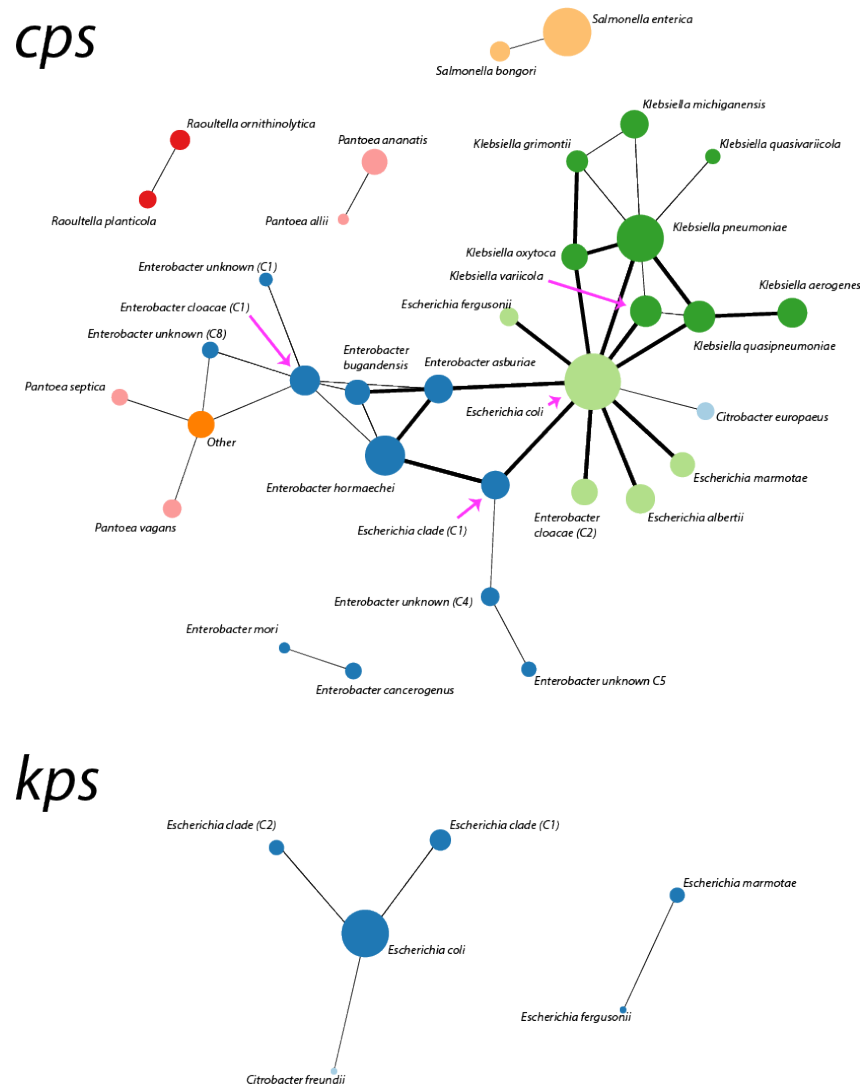 cps
Salmonella enterica
Salmonella bongori
Klebsiella michiganensis
Raoultella ornithinolytica
Pantoea ananatis
Klebsiella grimontii
Klebsiella quasivariicola
Raoultella planticola
Pantoea allii
Klebsiella pneumoniae
Klebsiella oxytoca
Enterobacter unknown (C1)
Klebsiella variicola
Klebsiella aerogenes
Enterobacter cloacae (C1)
Escherichia fergusonii
Enterobacter unknown (C8)
Klebsiella quasipneumoniae
Enterobacter
bugandensis
Enterobacter asburiae
Pantoea septica
Escherichia coli
Citrobacter europaeus
Other
Escherichia marmotae
Enterobacter hormaechei
Enterobacter
cloacae (C2)
Escherichia albertii
Pantoea vagans
Escherichia clade (C1)
Enterobacter unknown (C4)
Enterobacter mori
Enterobacter cancerogenus
Enterobacter unknown C5
kps
Escherichia clade (C2)
Escherichia clade (C1)
Escherichia marmotae
Escherichia coli
Escherichia fergusonii
Citrobacter freundii